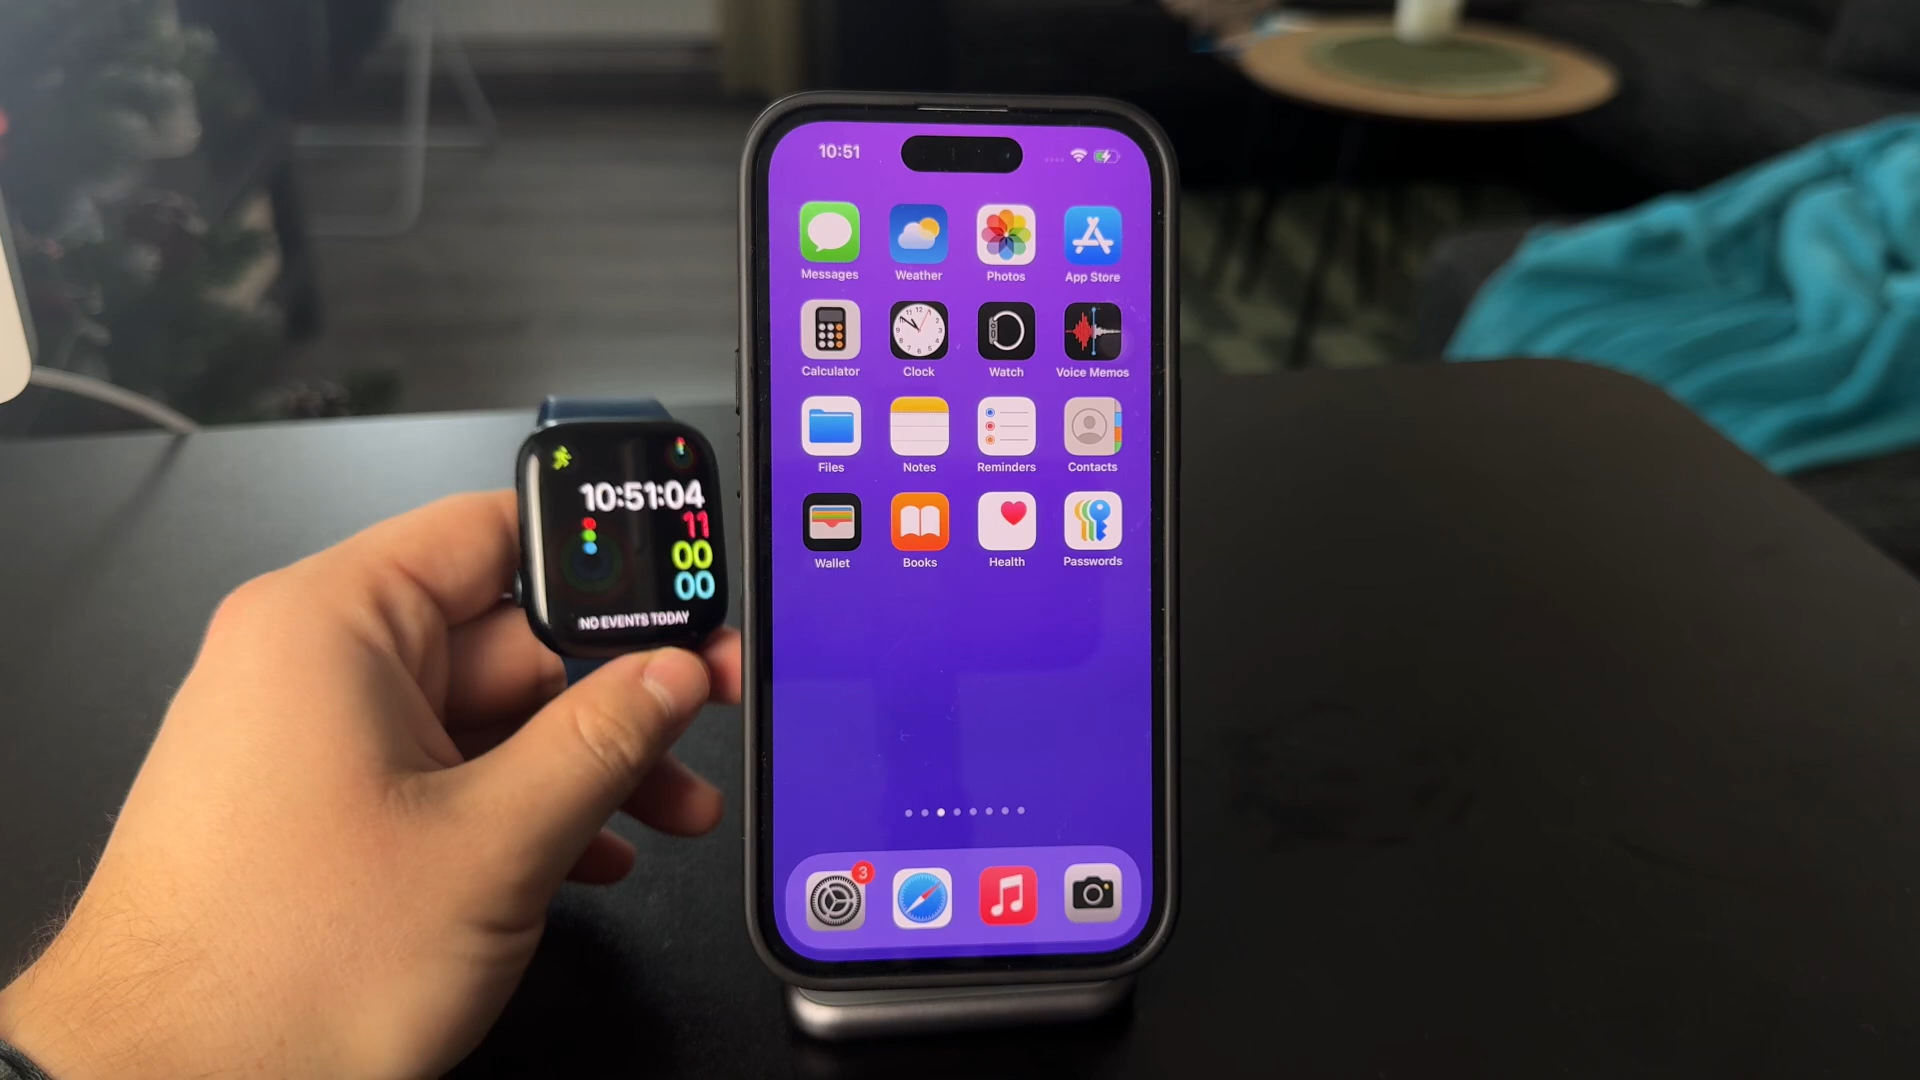 10:51
Messages Weather Photos App Store
Calculator Clock Watch Voice Memos
Files Notes Reminders Contacts
Wallet Books Health Passwords
3
10:51:04
11
00
00
NO EVENTS TODAY